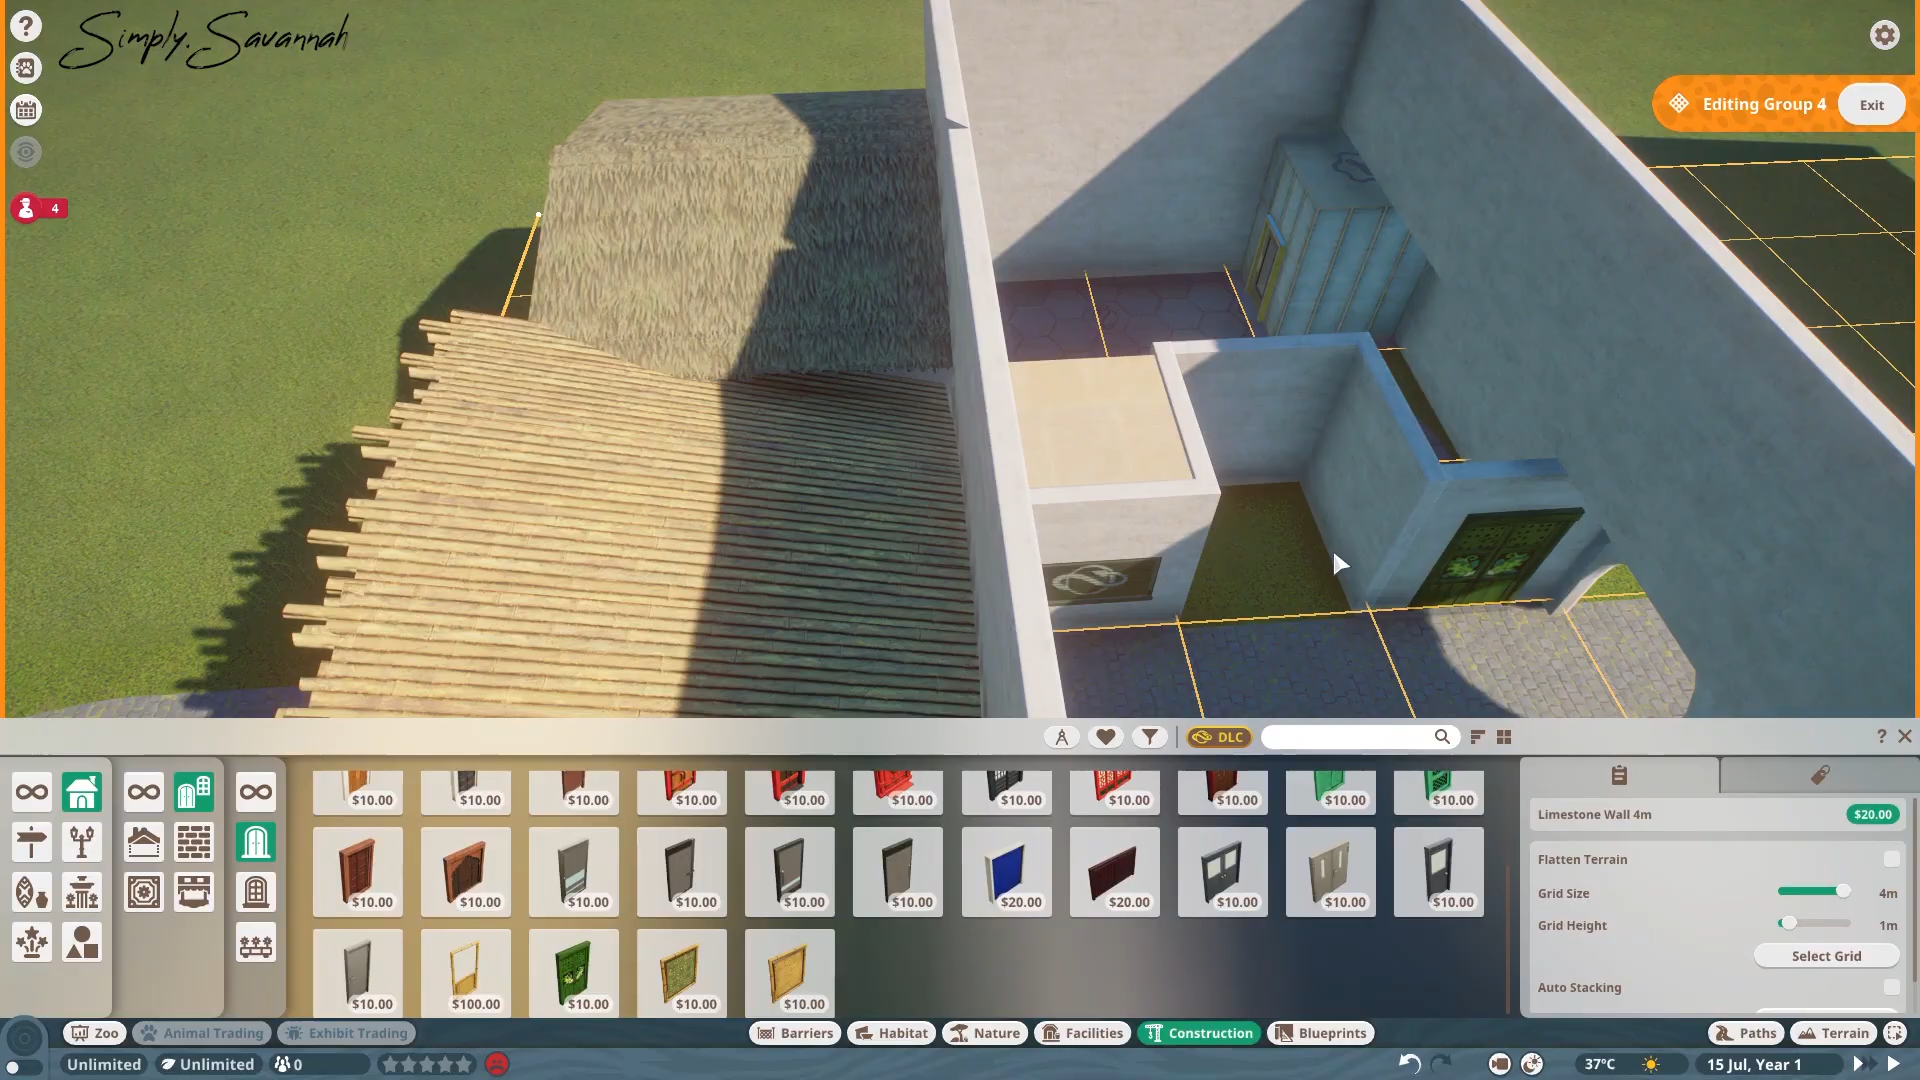 Simply.Savannah
Editing Group 4
Exit
4
DLC
?
$10.00 $10.00 $10.00 $10.00 $10.00 $10.00 $10.00 $10.00 $10.00 $10.00 $10.00
$10.00 $10.00 $10.00 $10.00 $10.00 $10.00 $20.00 $20.00 $10.00 $10.00 $10.00
$10.00 $100.00 $10.00 $10.00 $10.00
Limestone Wall 4m $20.00
Flatten Terrain
Grid Size 4m
Grid Height 1m
Select Grid
Auto Stacking
Zoo Animal Trading Exhibit Trading Barriers Habitat Nature Facilities Construction Blueprints Paths Terrain
Unlimited Unlimited 0 37°C 15 Jul, Year 1